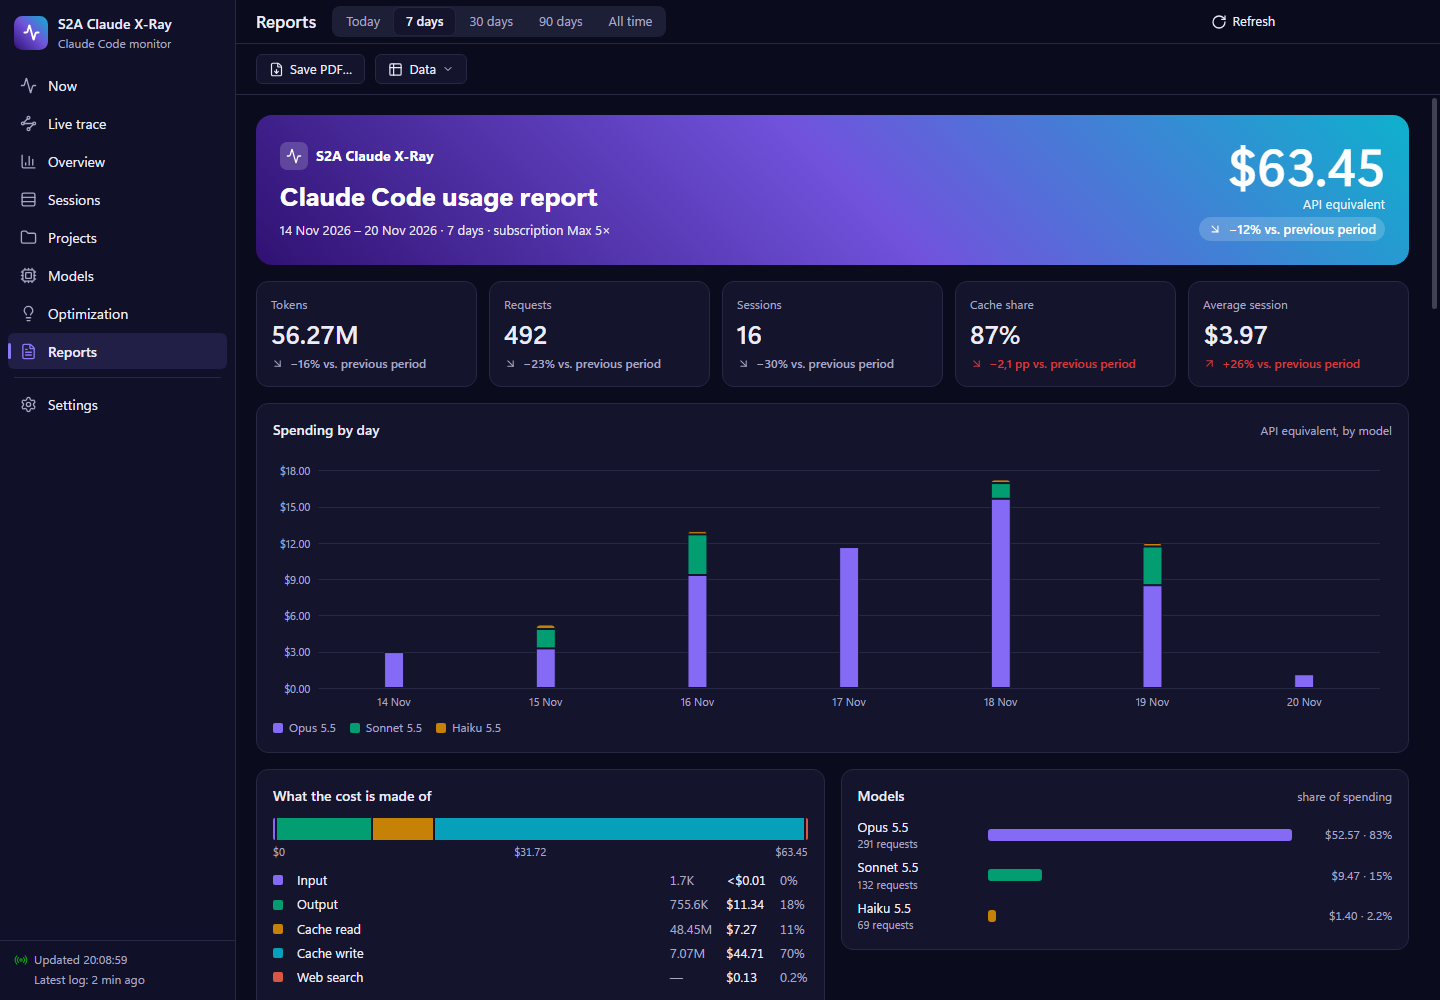 S2A Claude X-Ray
Claude Code monitor
Now
Live trace
Overview
Sessions
Projects
Models
Optimization
Reports
Settings
Updated 20:08:59
Latest log: 2 min ago
Reports
Today
7 days
30 days
90 days
All time
Refresh
Save PDF...
Data
S2A Claude X-Ray
Claude Code usage report
14 Nov 2026 – 20 Nov 2026 · 7 days · subscription Max 5×
$63.45
API equivalent
−12% vs. previous period
Tokens
56.27M
−16% vs. previous period
Requests
492
−23% vs. previous period
Sessions
16
−30% vs. previous period
Cache share
87%
−2,1 pp vs. previous period
Average session
$3.97
+26% vs. previous period
Spending by day
API equivalent, by model
$18.00
$15.00
$12.00
$9.00
$6.00
$3.00
$0.00
14 Nov
15 Nov
16 Nov
17 Nov
18 Nov
19 Nov
20 Nov
Opus 5.5
Sonnet 5.5
Haiku 5.5
What the cost is made of
$0
$31.72
$63.45
Input 1.7K <$0.01 0%
Output 755.6K $11.34 18%
Cache read 48.45M $7.27 11%
Cache write 7.07M $44.71 70%
Web search — $0.13 0.2%
Models
share of spending
Opus 5.5
291 requests
$52.57 · 83%
Sonnet 5.5
132 requests
$9.47 · 15%
Haiku 5.5
69 requests
$1.40 · 2.2%